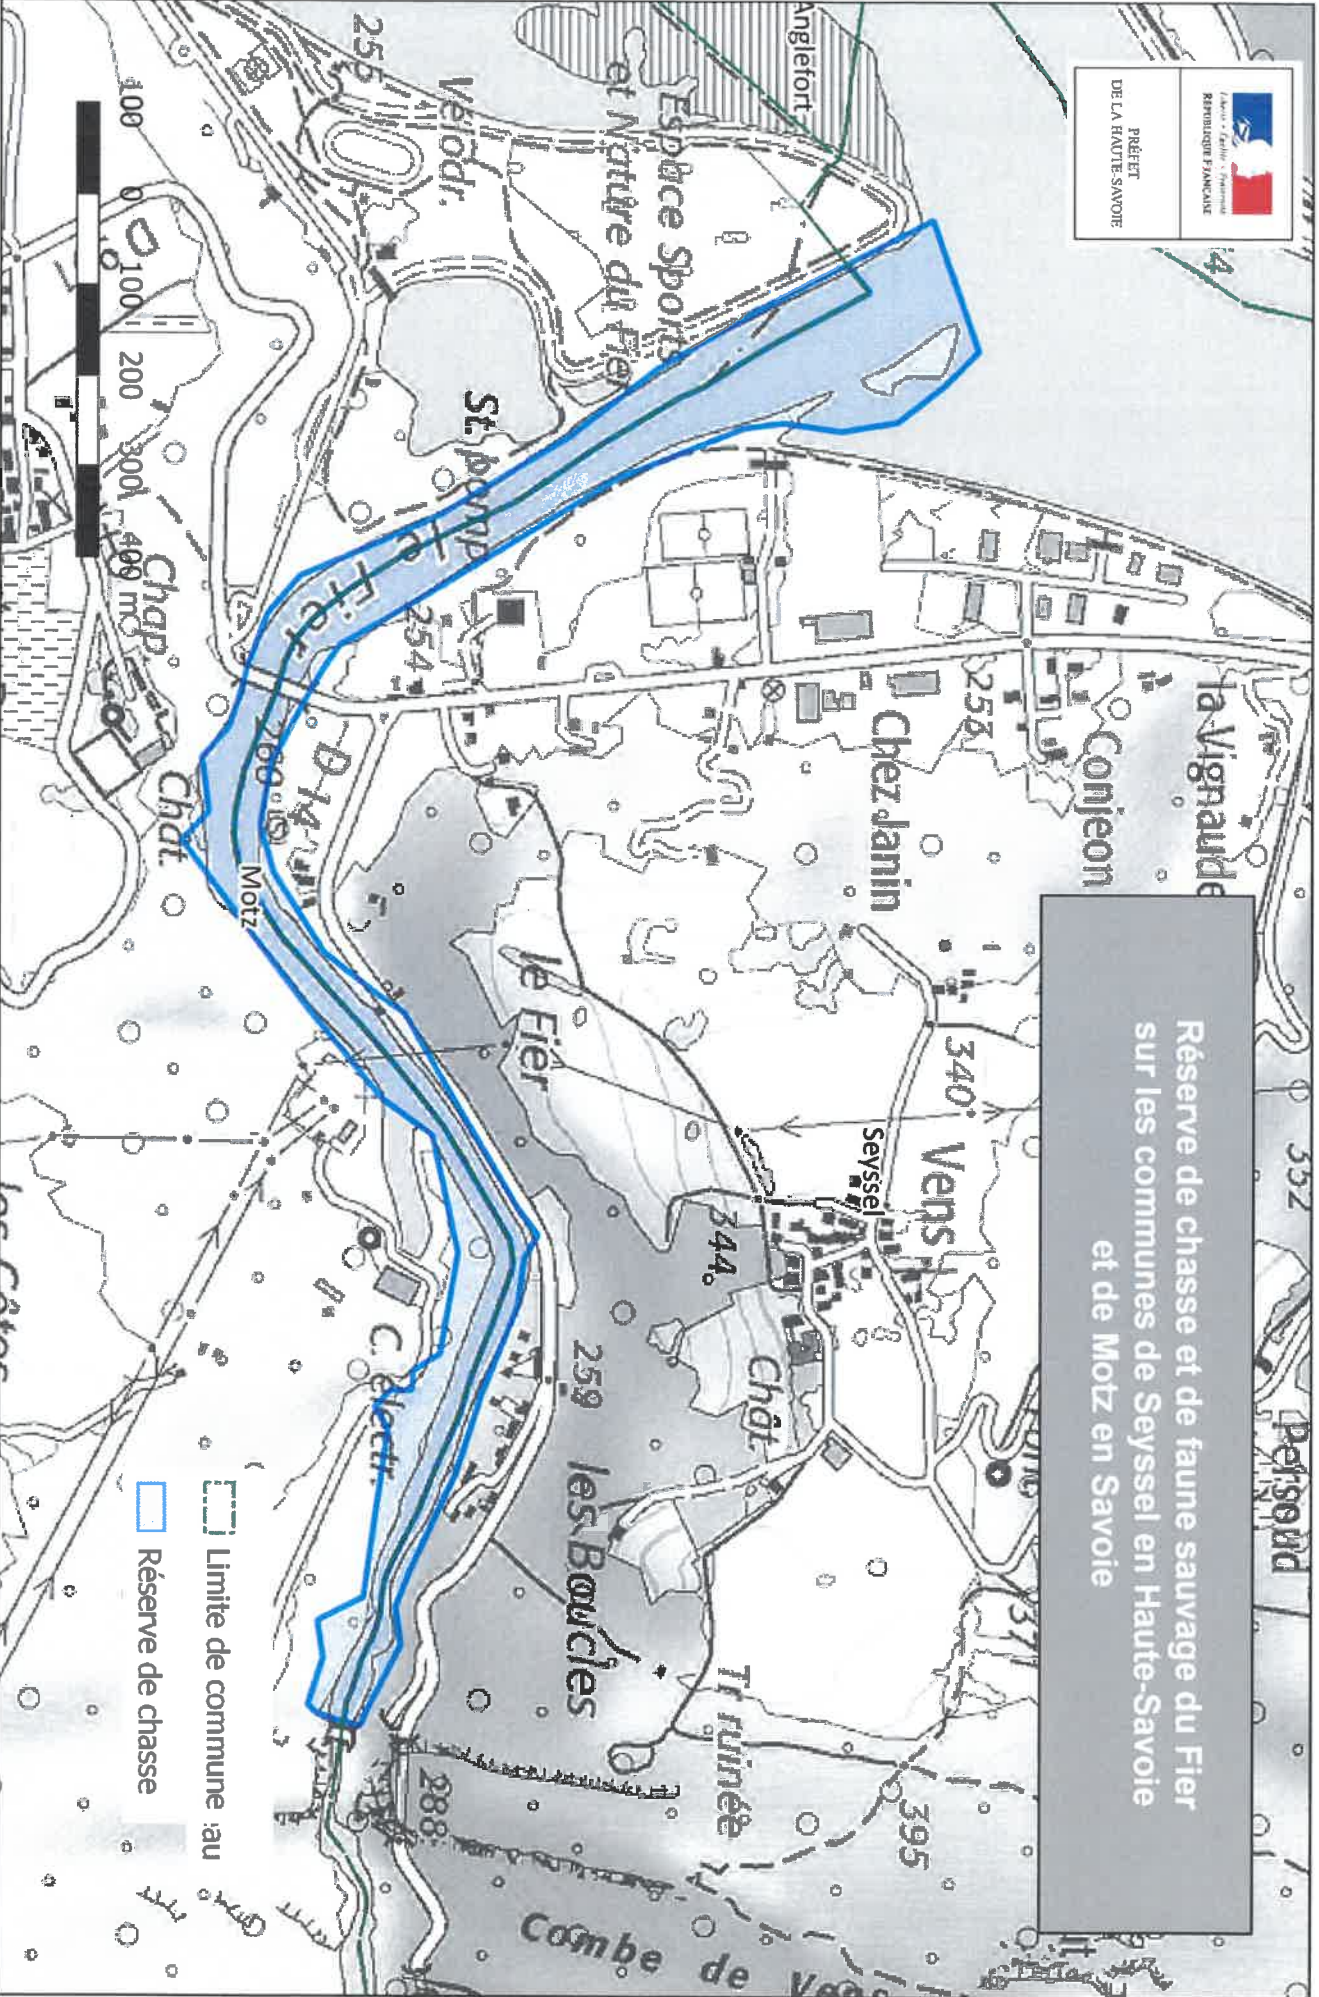 Liberté • Égalité • Fraternité
RÉPUBLIQUE FRANÇAISE
PRÉFET
DE LA HAUTE-SAVOIE
Réserve de chasse et de faune sauvage du Fier
sur les communes de Seyssel en Haute-Savoie
et de Motz en Savoie
la Vignaude
352
Persoud
Conjeon
253
Chez Janin
340
Vens
Seyssel
344
Chât.
395
Tr ruinée
Anglefort
Espace Sports
et Nature du Fier
Vélodr.
255
St. pomp.
le Fier
254
le Fier
259
les Boucles
288
Combe de Vens
D 14
260
Motz
Chât.
Chap
C. électr.
les Côtes
100 0 100 200 300 400 m
Limite de commune
Réserve de chasse